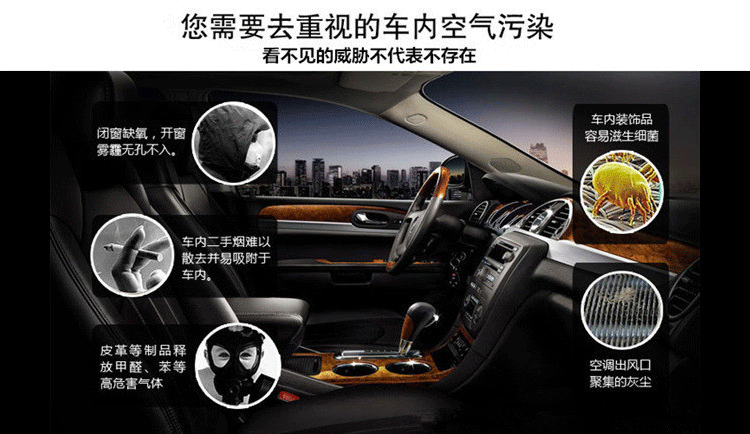 您需要去重视的车内空气污染
看不见的威胁不代表不存在
闭窗缺氧，开窗
雾霾无孔不入。
车内二手烟难以
散去并易吸附于
车内。
皮革等制品释
放甲醛、苯等
高危害气体
车内装饰品
容易滋生细菌
空调出风口
聚集的灰尘